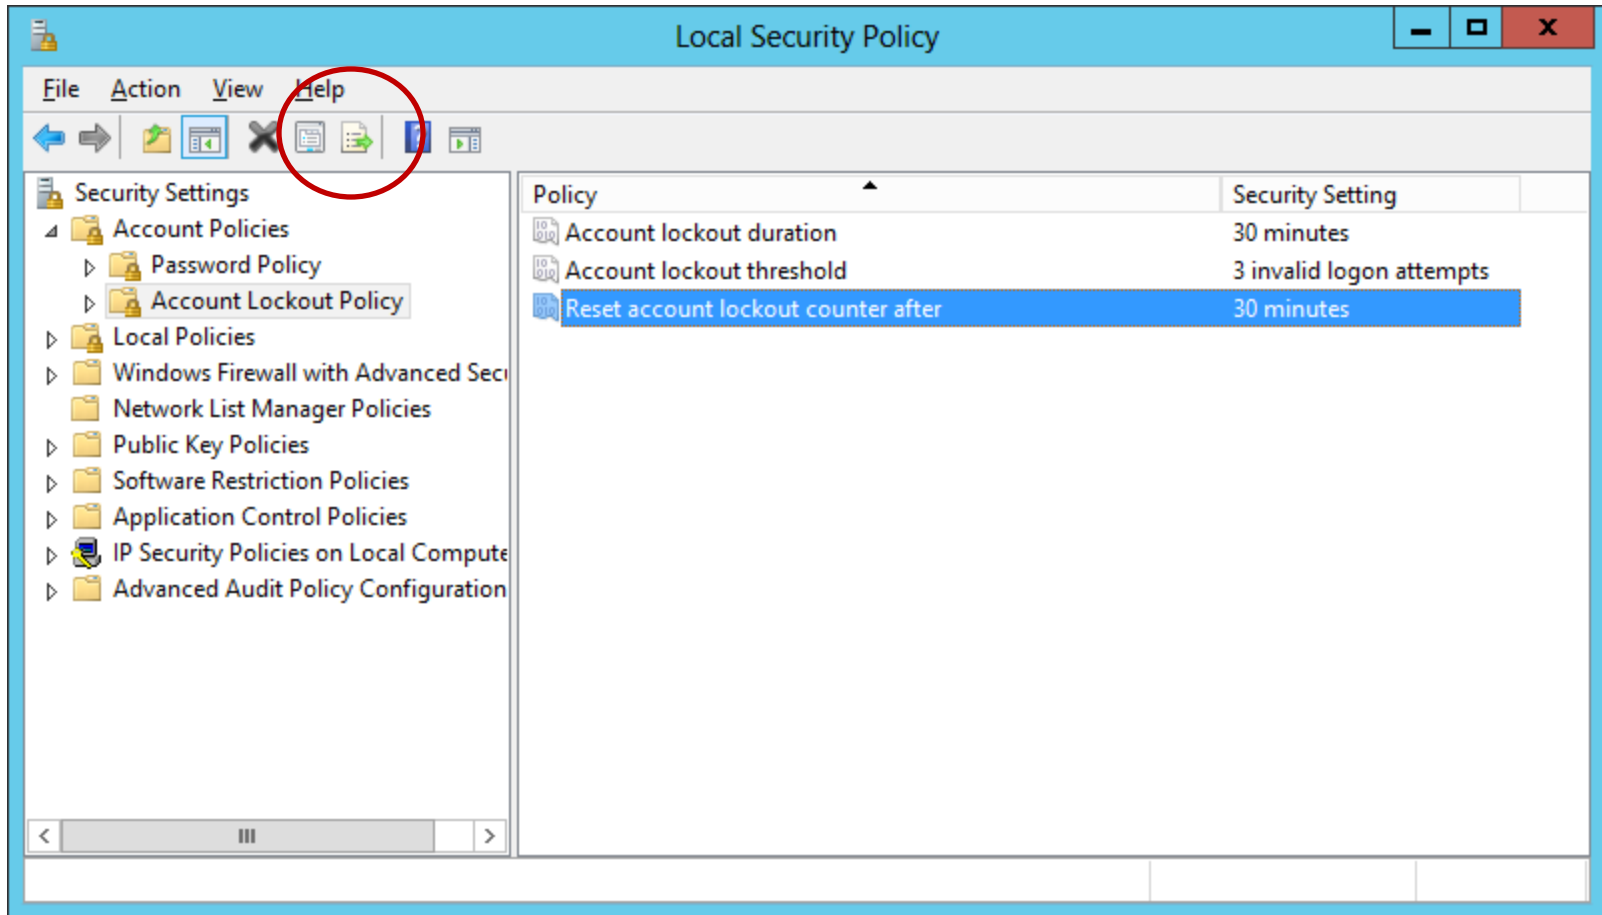 Local Security Policy
File Action View Help
Security Settings
Account Policies
Password Policy
Account Lockout Policy
Local Policies
Windows Firewall with Advanced Secu
Network List Manager Policies
Public Key Policies
Software Restriction Policies
Application Control Policies
IP Security Policies on Local Compute
Advanced Audit Policy Configuration
Policy Security Setting
Account lockout duration 30 minutes
Account lockout threshold 3 invalid logon attempts
Reset account lockout counter after 30 minutes